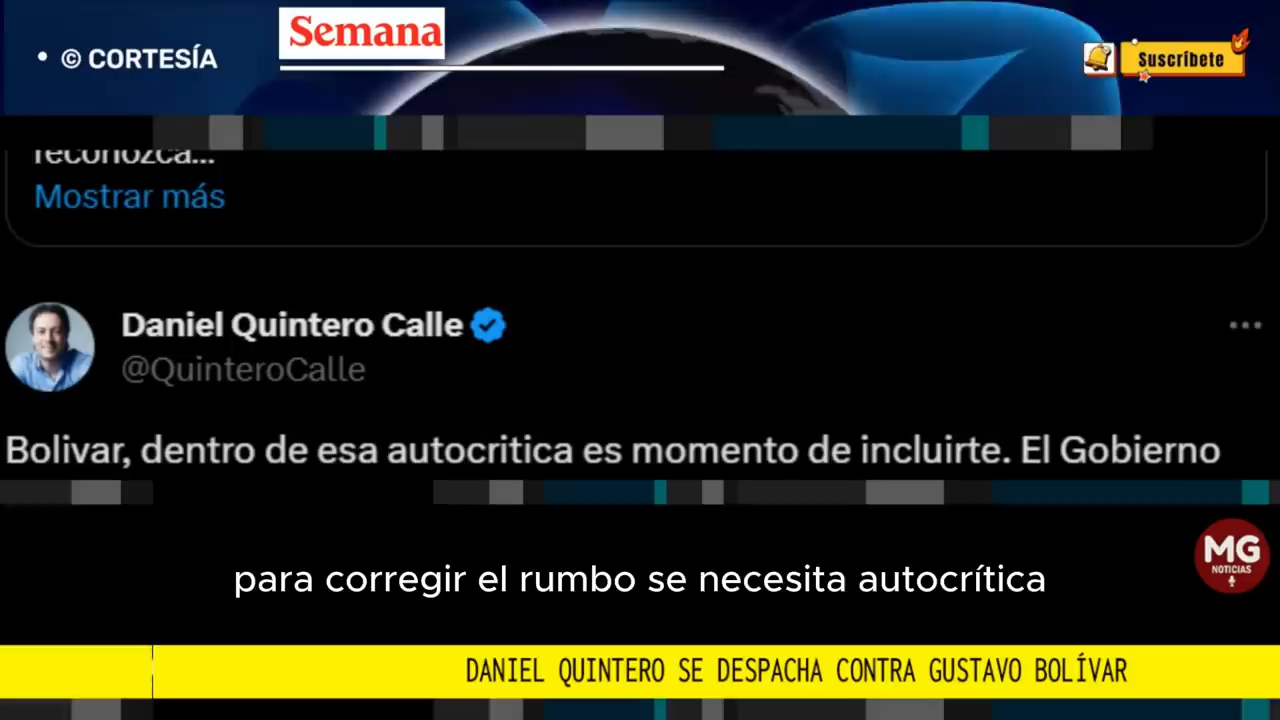 • © CORTESÍA
Semana
Suscríbete
reconozca...
Mostrar más
Daniel Quintero Calle
@QuinteroCalle
Bolivar, dentro de esa autocritica es momento de incluirte. El Gobierno
MG
NOTICIAS
para corregir el rumbo se necesita autocrítica
DANIEL QUINTERO SE DESPACHA CONTRA GUSTAVO BOLÍVAR